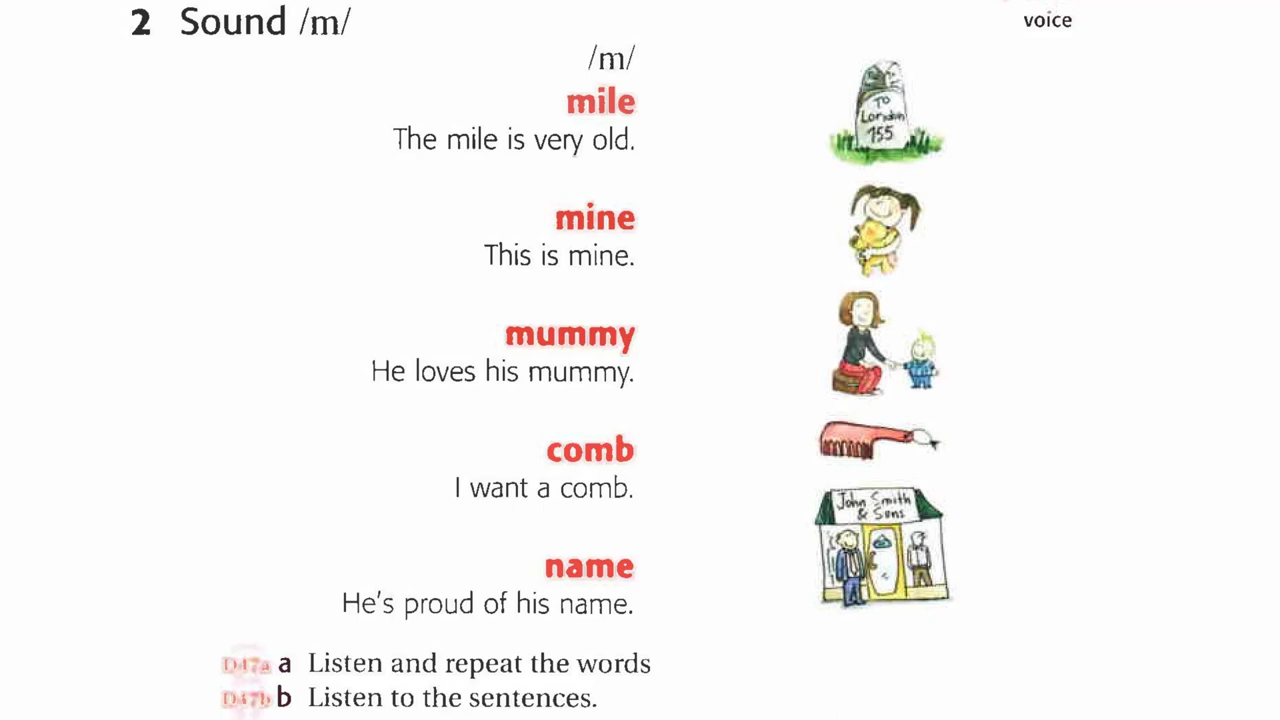 2 Sound /m/
voice
/m/
mile
The mile is very old.
To
London
155
mine
This is mine.
mummy
He loves his mummy.
comb
I want a comb.
John Smith
& Sons
name
He's proud of his name.
D47a a Listen and repeat the words
D47b b Listen to the sentences.